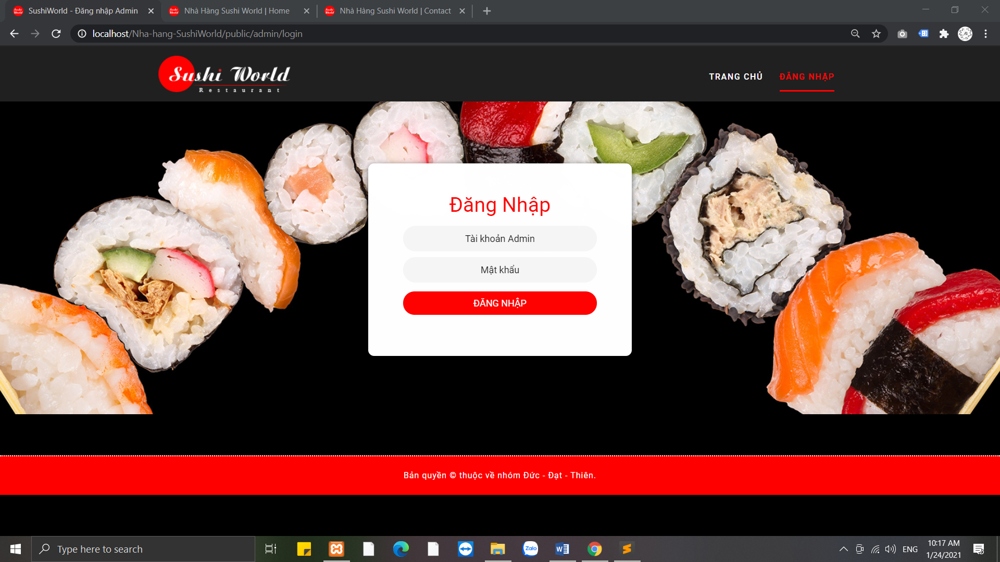 SushiWorld - Đăng nhập Admin
Nhà Hàng Sushi World | Home
Nhà Hàng Sushi World | Contact
localhost/Nha-hang-SushiWorld/public/admin/login
Sushi World
Restaurant
TRANG CHỦ
ĐĂNG NHẬP
Đăng Nhập
Tài khoản Admin
Mật khẩu
ĐĂNG NHẬP
Bản quyền © thuộc về nhóm Đức - Đạt - Thiên.
Type here to search
Zalo
ENG
10:17 AM
1/24/2021